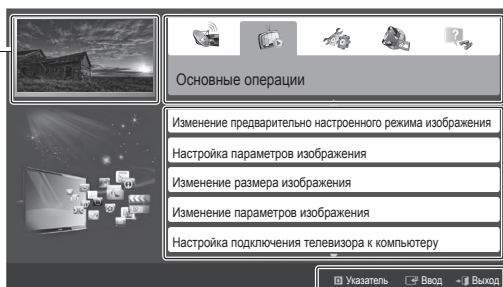 Основные операции
Изменение предварительно настроенного режима изображения
Настройка параметров изображения
Изменение размера изображения
Изменение параметров изображения
Настройка подключения телевизора к компьютеру
D Указатель Ввод Выход